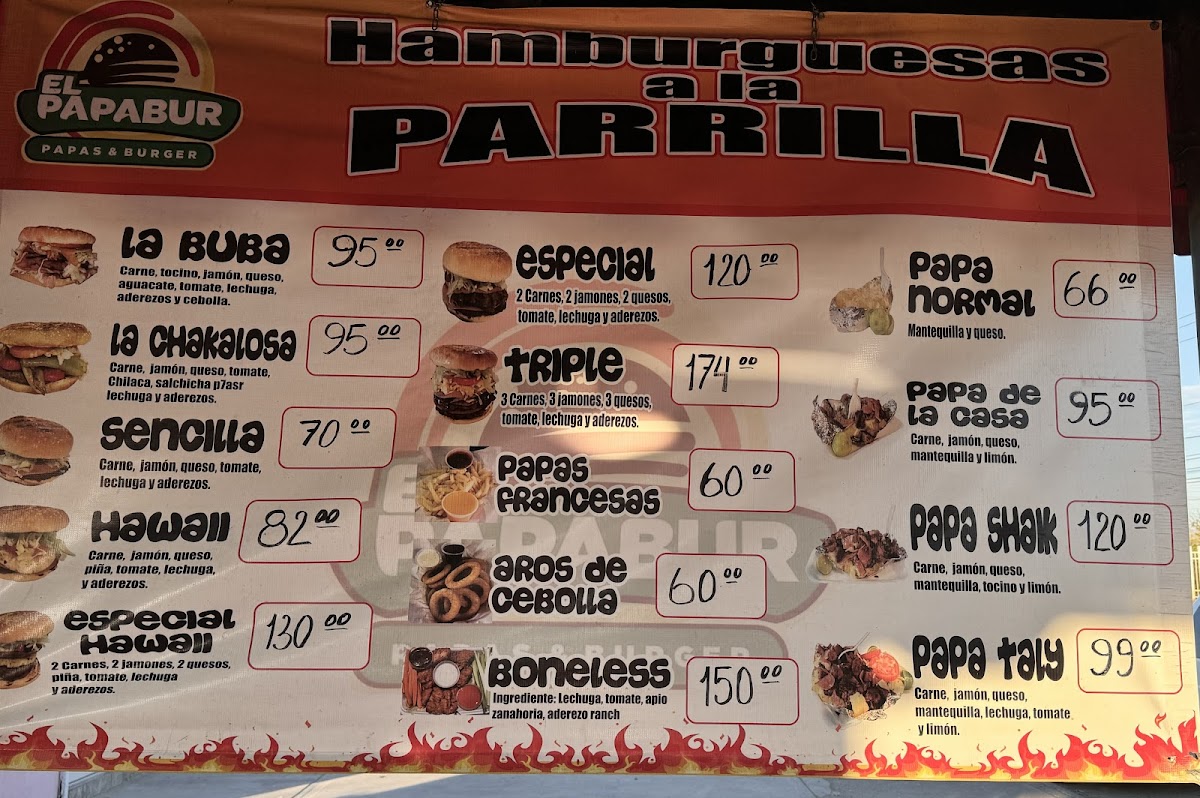 EL
PAPABUR
PAPAS & BURGER
Hamburguesas
a la
PARRILLA
LA BUBA
95 00
Carne, tocino, jamón, queso,
aguacate, tomate, lechuga,
aderezos y cebolla.
LA CHAKALOSA
95 00
Carne, jamón, queso, tomate,
Chilaca, salchicha p7asr
lechuga y aderezos.
SENCILLA
70 00
Carne, jamón, queso, tomate,
lechuga y aderezos.
HAWAII
82 00
Carne, jamón, queso,
piña, tomate, lechuga,
y aderezos.
ESPECIAL
HAWAII
130 00
2 Carnes, 2 jamones, 2 quesos,
piña, tomate, lechuga
y aderezos.
ESPECIAL
120 00
2 Carnes, 2 jamones, 2 quesos,
tomate, lechuga y aderezos.
TRIPLE
174 00
3 Carnes, 3 jamones, 3 quesos,
tomate, lechuga y aderezos.
PAPAS
FRANCESAS
60 00
AROS DE
CEBOLLA
60 00
BONELESS
150 00
Ingrediente: Lechuga, tomate, apio
zanahoria, aderezo ranch
PAPA
NORMAL
66 00
Mantequilla y queso.
PAPA DE
LA CASA
95 00
Carne, jamón, queso,
mantequilla y limón.
PAPA SHAIK
120 00
Carne, jamón, queso,
mantequilla, tocino y limón.
PAPA TALY
99 00
Carne, jamón, queso,
mantequilla, lechuga, tomate
y limón.
EL
PAPABUR
PAPAS & BURGER